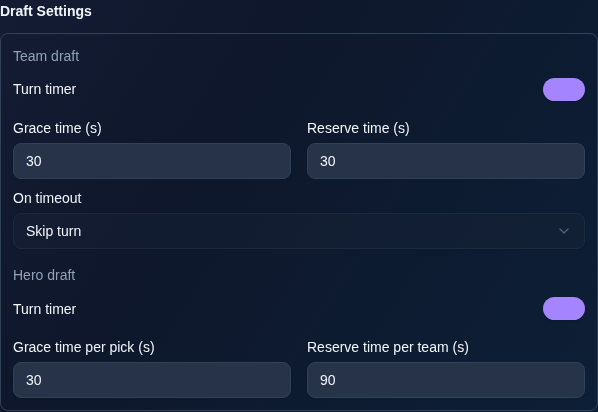 Draft Settings
Team draft
Turn timer
Grace time (s)
Reserve time (s)
30
30
On timeout
Skip turn
Hero draft
Turn timer
Grace time per pick (s)
Reserve time per team (s)
30
90